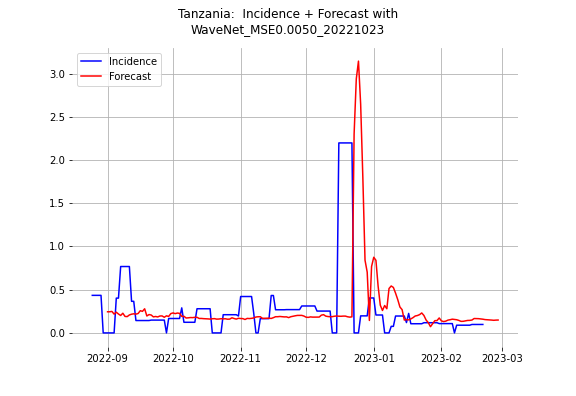 Tanzania:  Incidence + Forecast with
WaveNet_MSE0.0050_20221023
Incidence
Forecast
3.0
2.5
2.0
1.5
1.0
0.5
0.0
2022-09 2022-10 2022-11 2022-12 2023-01 2023-02 2023-03